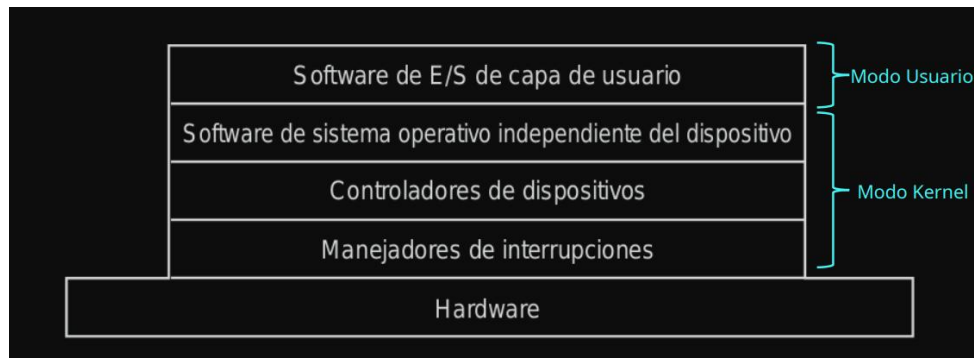 Software de E/S de capa de usuario
Modo Usuario
Software de sistema operativo independiente del dispositivo
Controladores de dispositivos
Modo Kernel
Manejadores de interrupciones
Hardware